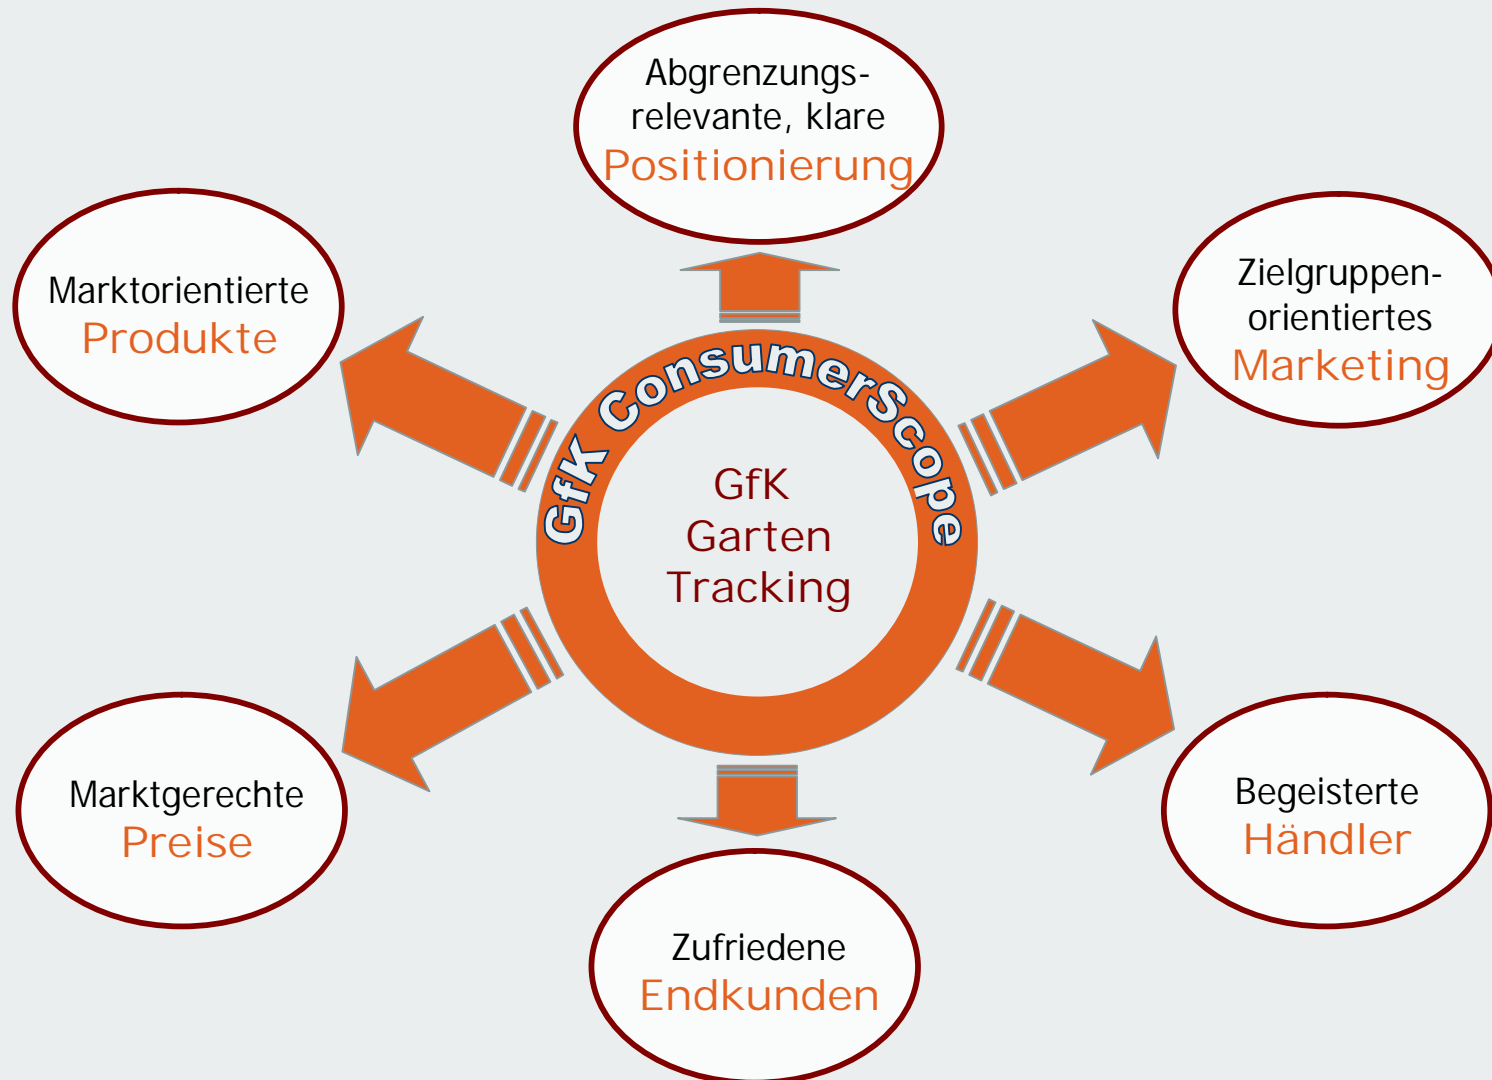 Abgrenzungs-
relevante, klare
Positionierung
Marktorientierte
Produkte
Zielgruppen-
orientiertes
Marketing
GfK ConsumerScope
GfK
Garten
Tracking
Marktgerechte
Preise
Begeisterte
Händler
Zufriedene
Endkunden